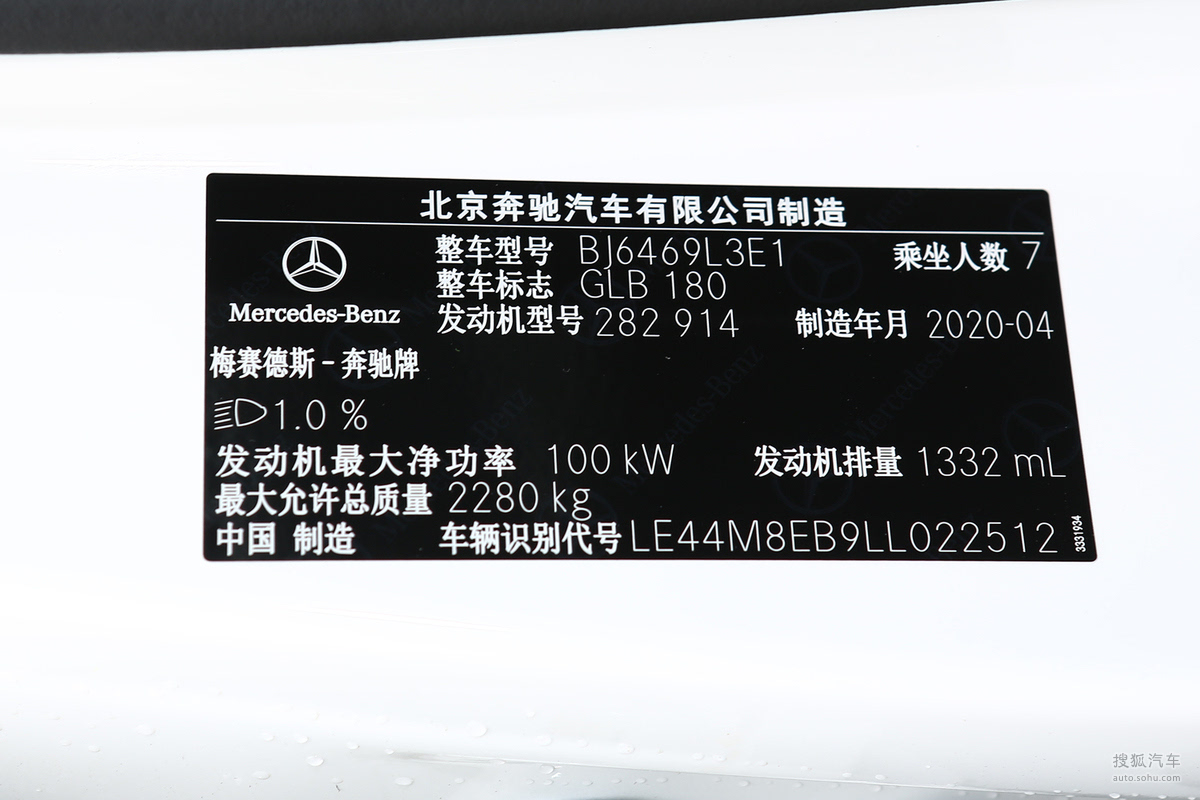 北京奔驰汽车有限公司制造
整车型号 BJ6469L3E1 乘坐人数 7
整车标志 GLB 180
Mercedes-Benz
发动机型号 282 914 制造年月 2020-04
梅赛德斯-奔驰牌
1.0 %
发动机最大净功率 100 kW 发动机排量 1332 mL
最大允许总质量 2280 kg
中国 制造 车辆识别代号 LE44M8EB9LL022512
3331934
搜狐汽车
auto.sohu.com